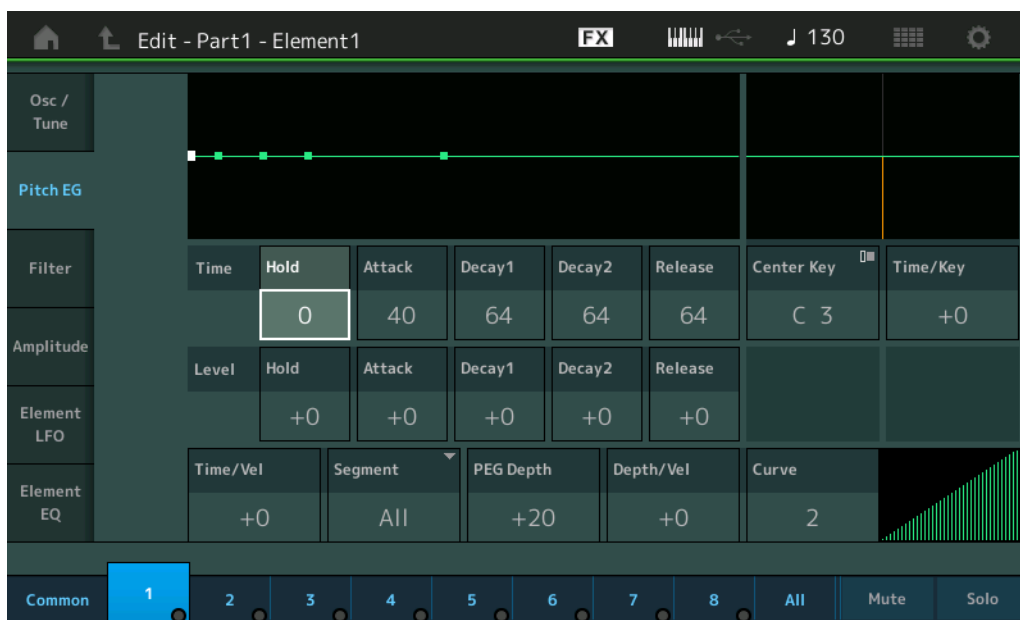 Edit - Part1 - Element1 FX ♩ 130
Osc /
Tune
Pitch EG
Filter
Amplitude
Element
LFO
Element
EQ
Time Hold Attack Decay1 Decay2 Release Center Key Time/Key
0 40 64 64 64 C 3 +0
Level Hold Attack Decay1 Decay2 Release
+0 +0 +0 +0 +0
Time/Vel Segment PEG Depth Depth/Vel Curve
+0 All +20 +0 2
Common 1 2 3 4 5 6 7 8 All Mute Solo